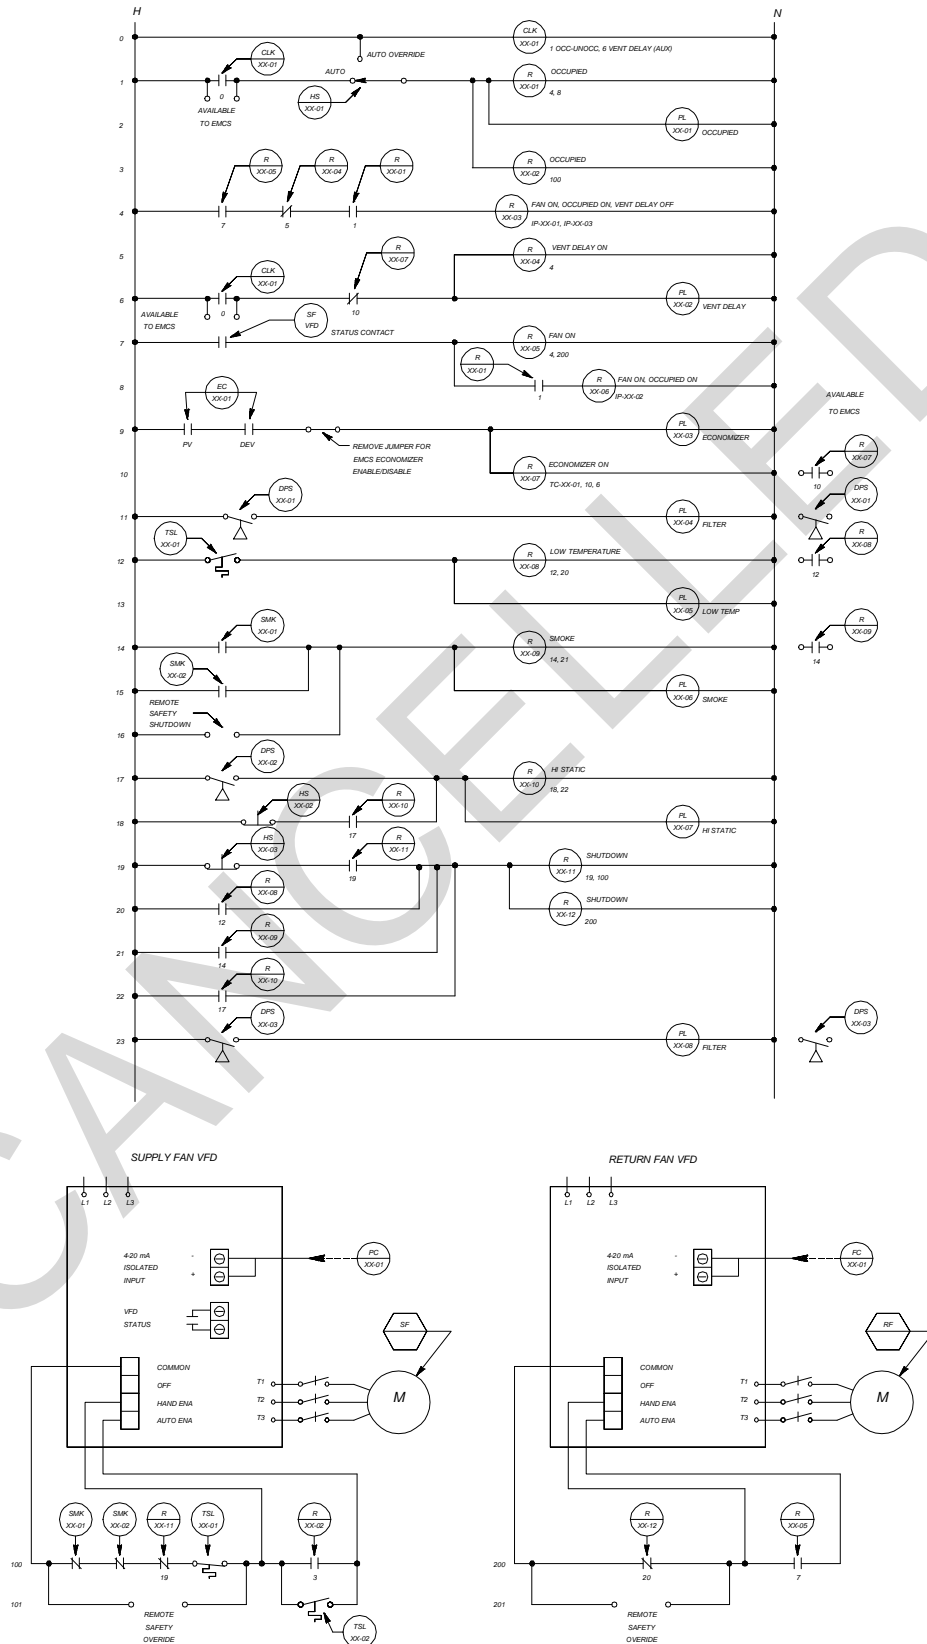 H
N
0
CLK
XX-01
1 OCC-UNOCC, 6 VENT DELAY (AUX)
AUTO OVERRIDE
CLK
XX-01
AUTO
1
0
HS
XX-01
R
XX-01
OCCUPIED
4, 8
AVAILABLE
TO EMCS
2
PL
XX-01
OCCUPIED
3
R
XX-05
R
XX-04
R
XX-01
R
XX-02
OCCUPIED
100
4
7
5
1
R
XX-03
FAN ON, OCCUPIED ON, VENT DELAY OFF
IP-XX-01, IP-XX-03
5
R
XX-07
R
XX-04
VENT DELAY ON
4
CLK
XX-01
6
0
10
PL
XX-02
VENT DELAY
AVAILABLE
TO EMCS
SF
VFD
STATUS CONTACT
7
R
XX-05
FAN ON
4, 200
R
XX-01
8
1
R
XX-06
FAN ON, OCCUPIED ON
IP-XX-02
EC
XX-01
AVAILABLE
TO EMCS
9
PV
DEV
REMOVE JUMPER FOR
EMCS ECONOMIZER
ENABLE/DISABLE
PL
XX-03
ECONOMIZER
R
XX-07
10
R
XX-07
ECONOMIZER ON
TC-XX-01, 10, 6
10
DPS
XX-01
DPS
XX-01
11
PL
XX-04
FILTER
TSL
XX-01
R
XX-08
12
R
XX-08
LOW TEMPERATURE
12, 20
12
13
PL
XX-05
LOW TEMP
SMK
XX-01
R
XX-09
14
R
XX-09
SMOKE
14, 21
14
SMK
XX-02
15
PL
XX-06
SMOKE
REMOTE
SAFETY
SHUTDOWN
16
DPS
XX-02
17
R
XX-10
HI STATIC
18, 22
HS
XX-02
R
XX-10
18
17
PL
XX-07
HI STATIC
HS
XX-03
R
XX-11
19
19
R
XX-11
SHUTDOWN
19, 100
R
XX-08
20
12
R
XX-12
SHUTDOWN
200
R
XX-09
21
14
R
XX-10
22
17
DPS
XX-03
DPS
XX-03
23
PL
XX-08
FILTER
CANCELLED
SUPPLY FAN VFD
L1
L2
L3
4-20 mA
ISOLATED
INPUT
-
+
PC
XX-01
VFD
STATUS
SF
COMMON
OFF
HAND ENA
AUTO ENA
T1
T2
T3
M
SMK
XX-01
SMK
XX-02
R
XX-11
TSL
XX-01
R
XX-02
100
19
3
101
REMOTE
SAFETY
OVERIDE
TSL
XX-02
RETURN FAN VFD
L1
L2
L3
4-20 mA
ISOLATED
INPUT
-
+
FC
XX-01
RF
COMMON
OFF
HAND ENA
AUTO ENA
T1
T2
T3
M
R
XX-12
R
XX-05
200
20
7
201
REMOTE
SAFETY
OVERIDE